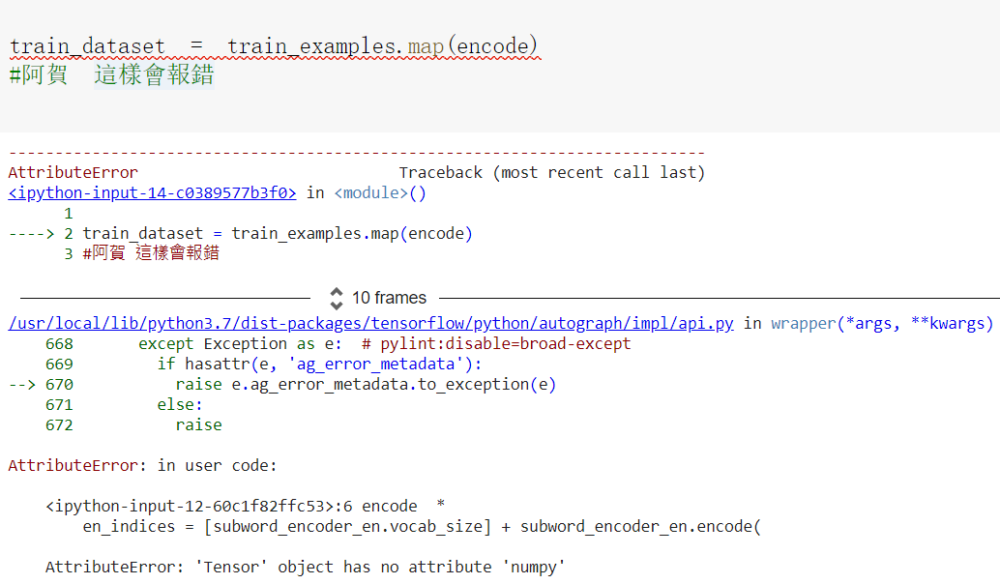 train_dataset = train_examples.map(encode)
#阿賀 這樣會報錯
---------------------------------------------------------------------------
AttributeError Traceback (most recent call last)
<ipython-input-14-c0389577b3f0> in <module>()
1
----> 2 train_dataset = train_examples.map(encode)
3 #阿賀 這樣會報錯
10 frames
/usr/local/lib/python3.7/dist-packages/tensorflow/python/autograph/impl/api.py in wrapper(*args, **kwargs)
668 except Exception as e: # pylint:disable=broad-except
669 if hasattr(e, 'ag_error_metadata'):
--> 670 raise e.ag_error_metadata.to_exception(e)
671 else:
672 raise
AttributeError: in user code:
<ipython-input-12-60c1f82ffc53>:6 encode *
en_indices = [subword_encoder_en.vocab_size] + subword_encoder_en.encode(
AttributeError: 'Tensor' object has no attribute 'numpy'